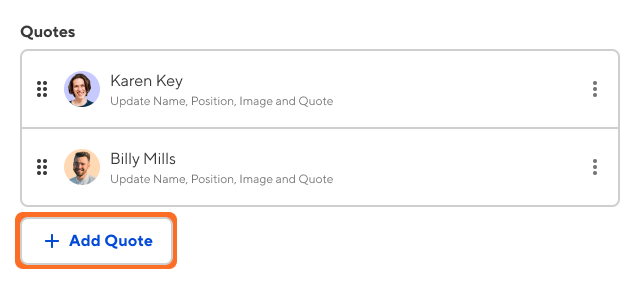 Quotes
Karen Key
Update Name, Position, Image and Quote
Billy Mills
Update Name, Position, Image and Quote
+ Add Quote